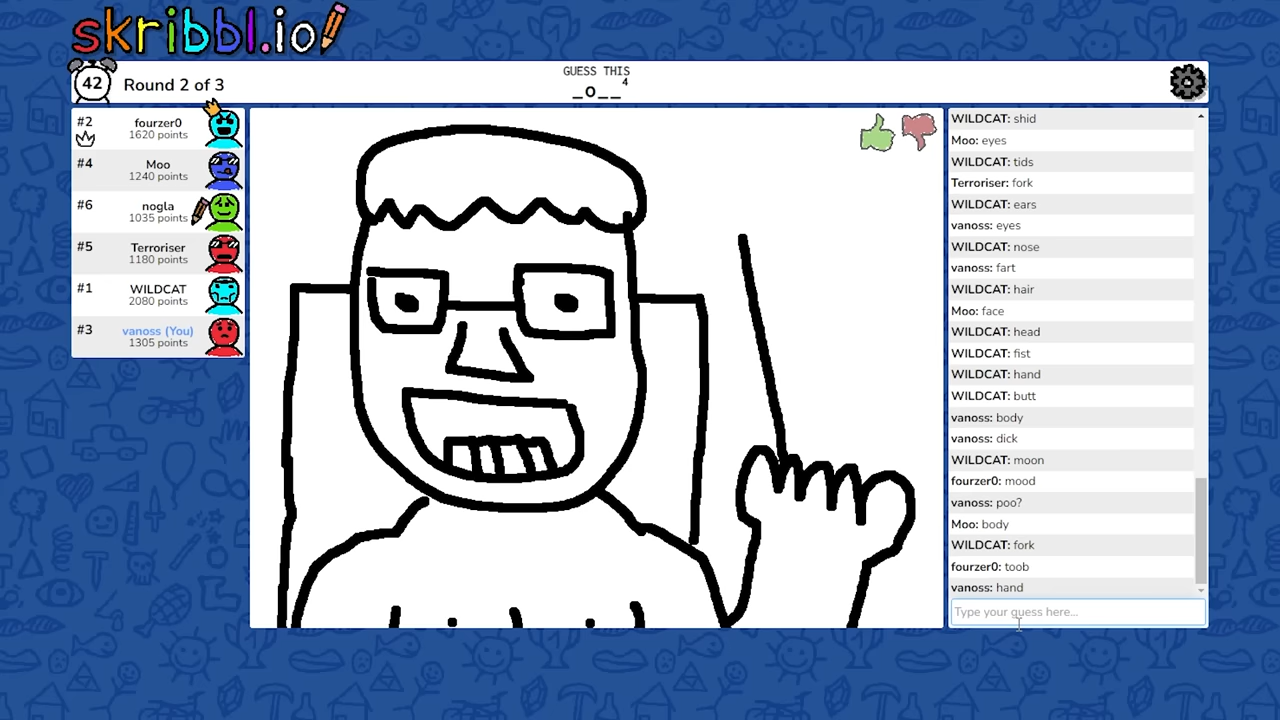 skribbl.io
42
Round 2 of 3
GUESS THIS
_o__ 4
#2 fourzer0
1620 points
#4 Moo
1240 points
#6 nogla
1035 points
#5 Terroriser
1180 points
#1 WILDCAT
2080 points
#3 vanoss (You)
1305 points
WILDCAT: shid
Moo: eyes
WILDCAT: tids
Terroriser: fork
WILDCAT: ears
vanoss: eyes
WILDCAT: nose
vanoss: fart
WILDCAT: hair
Moo: face
WILDCAT: head
WILDCAT: fist
WILDCAT: hand
WILDCAT: butt
vanoss: body
vanoss: dick
WILDCAT: moon
fourzer0: mood
vanoss: poo?
Moo: body
WILDCAT: fork
fourzer0: toob
vanoss: hand
Type your guess here...